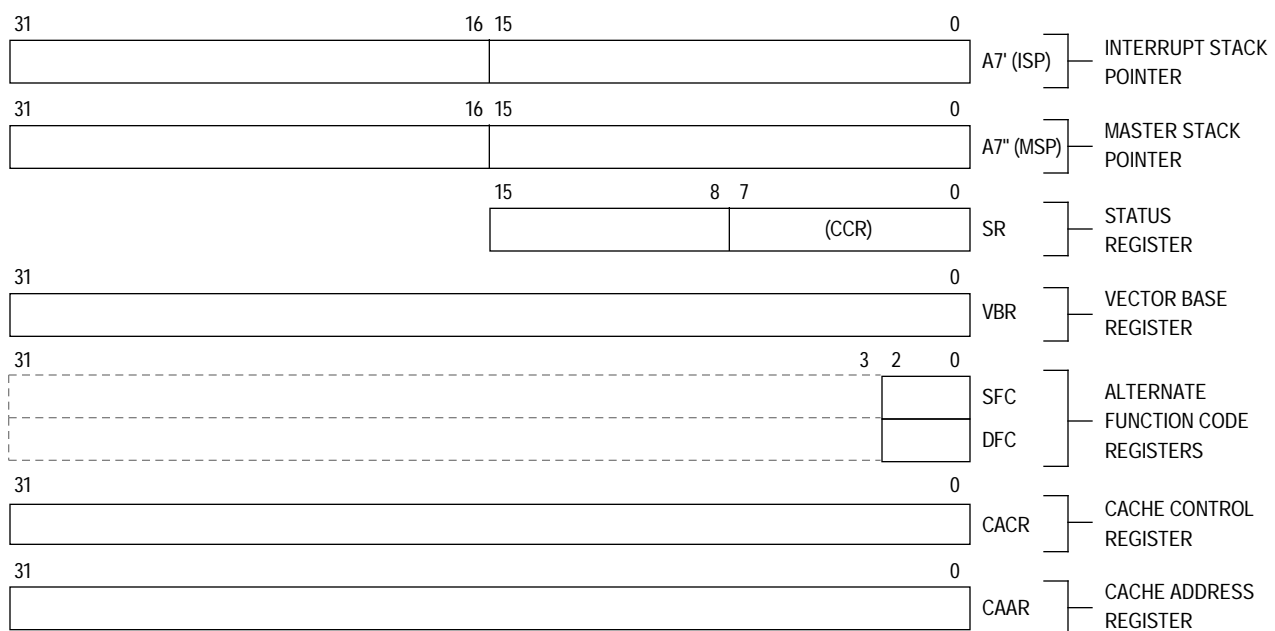 31 16 15 0
A7' (ISP) INTERRUPT STACK
POINTER
31 16 15 0
A7" (MSP) MASTER STACK
POINTER
15 8 7 0
(CCR) SR STATUS
REGISTER
31 0
VBR VECTOR BASE
REGISTER
31 3 2 0
SFC ALTERNATE
FUNCTION CODE
DFC REGISTERS
31 0
CACR CACHE CONTROL
REGISTER
31 0
CAAR CACHE ADDRESS
REGISTER